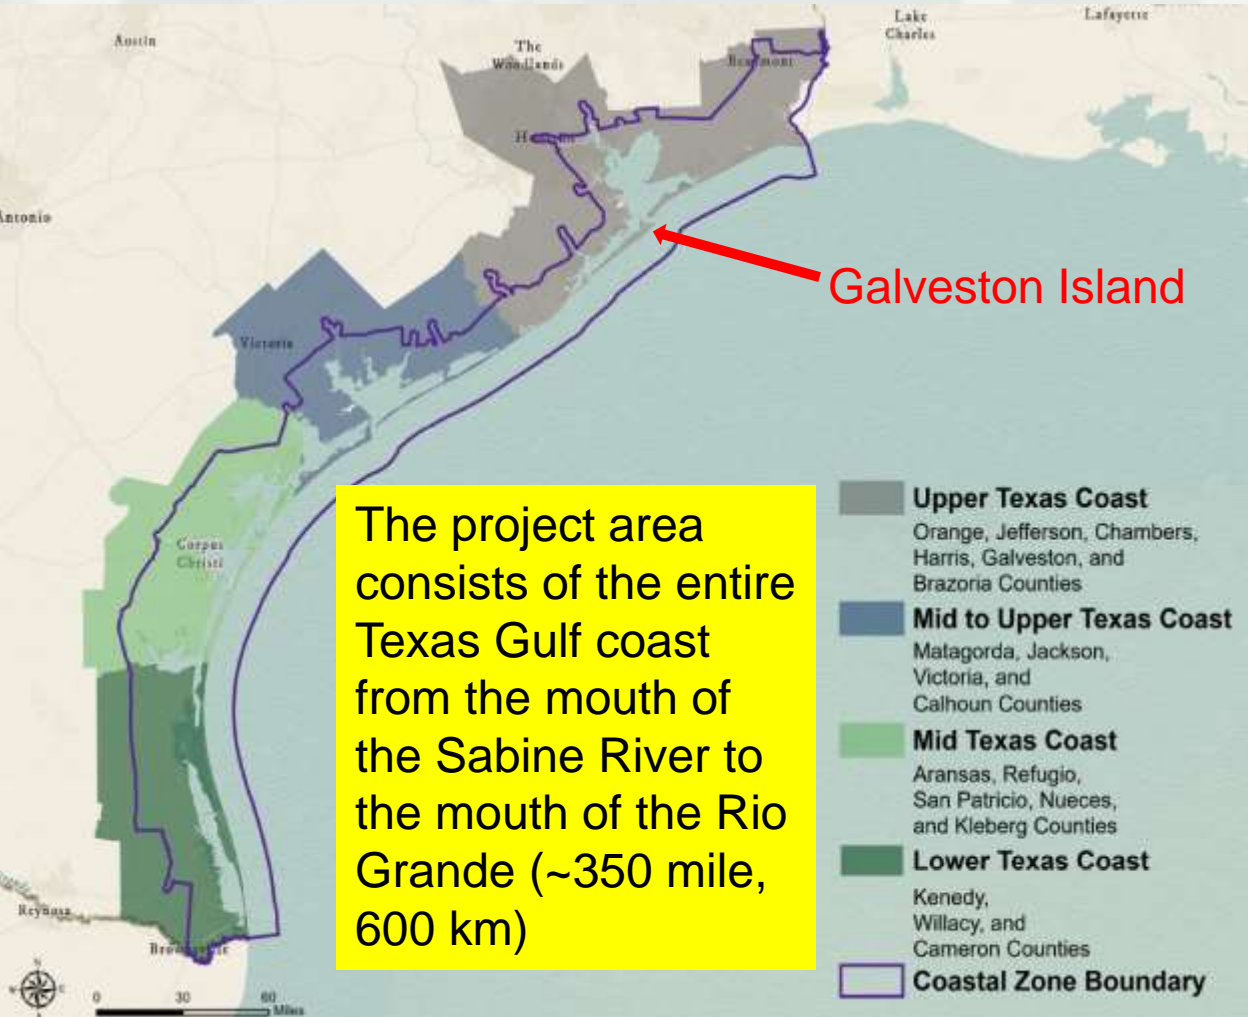 Austin
The
Woodlands
Beaumont
Lake
Charles
Lafayette
Antonio
Galveston Island
Victoria
Corpus
Christi
The project area
consists of the entire
Texas Gulf coast
from the mouth of
the Sabine River to
the mouth of the Rio
Grande (~350 mile,
600 km)
Upper Texas Coast
Orange, Jefferson, Chambers,
Harris, Galveston, and
Brazoria Counties
Mid to Upper Texas Coast
Matagorda, Jackson,
Victoria, and
Calhoun Counties
Mid Texas Coast
Aransas, Refugio,
San Patricio, Nueces,
and Kleberg Counties
Lower Texas Coast
Kenedy,
Willacy, and
Cameron Counties
Coastal Zone Boundary
Reynosa
Brownsville
N
0 30 60
Miles